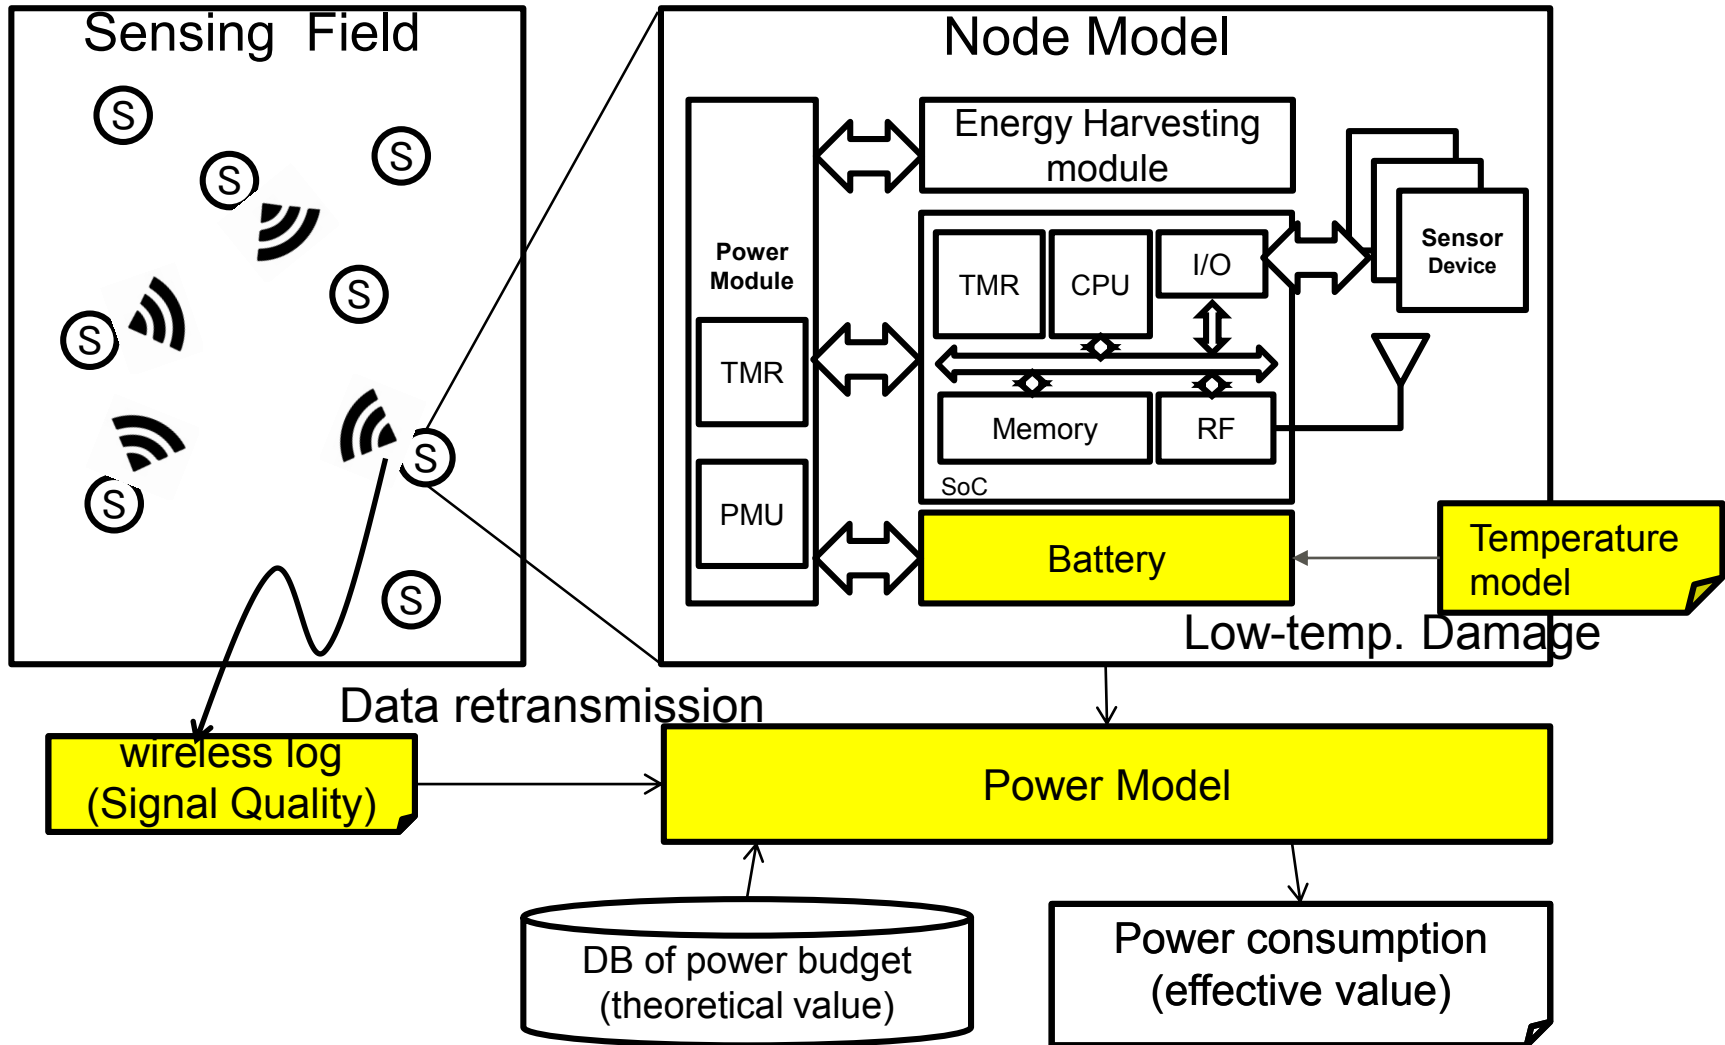 Sensing Field
S
S
S
S
S
S
S
S
Node Model
Energy Harvesting
module
Power
Module
TMR
PMU
TMR
CPU
I/O
Memory
RF
SoC
Sensor
Device
Battery
Temperature
model
Low-temp. Damage
Data retransmission
wireless log
(Signal Quality)
Power Model
DB of power budget
(theoretical value)
Power consumption
(effective value)